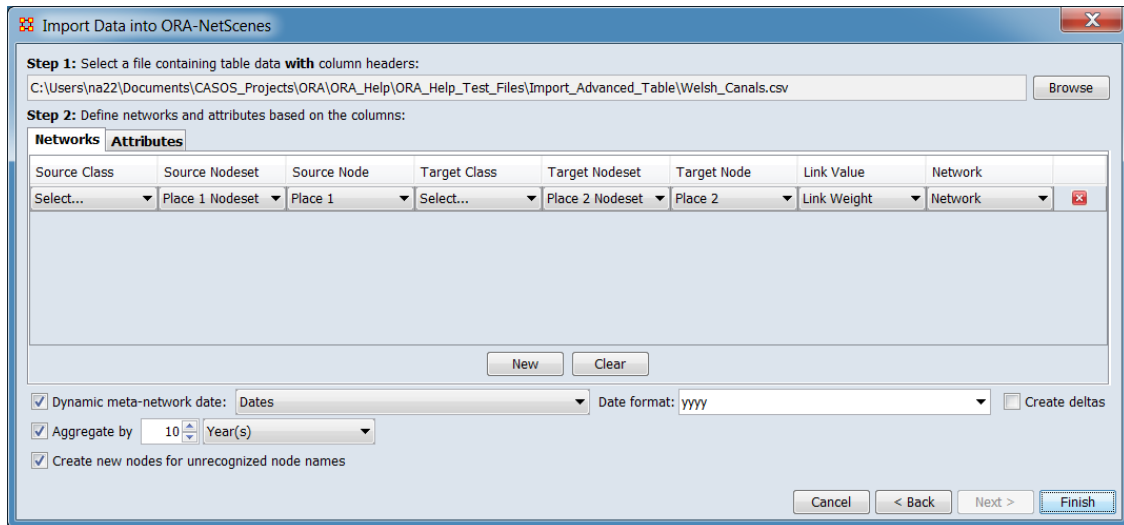 Import Data into ORA-NetScenes
Step 1: Select a file containing table data with column headers:
C:\Users\na22\Documents\CASOS_Projects\ORA\ORA_Help\ORA_Help_Test_Files\Import_Advanced_Table\Welsh_Canals.csv Browse
Step 2: Define networks and attributes based on the columns:
Networks Attributes
Source Class Source Nodeset Source Node Target Class Target Nodeset Target Node Link Value Network
Select... Place 1 Nodeset Place 1 Select... Place 2 Nodeset Place 2 Link Weight Network
New Clear
Dynamic meta-network date: Dates Date format: yyyy Create deltas
Aggregate by 10 Year(s)
Create new nodes for unrecognized node names
Cancel < Back Next > Finish